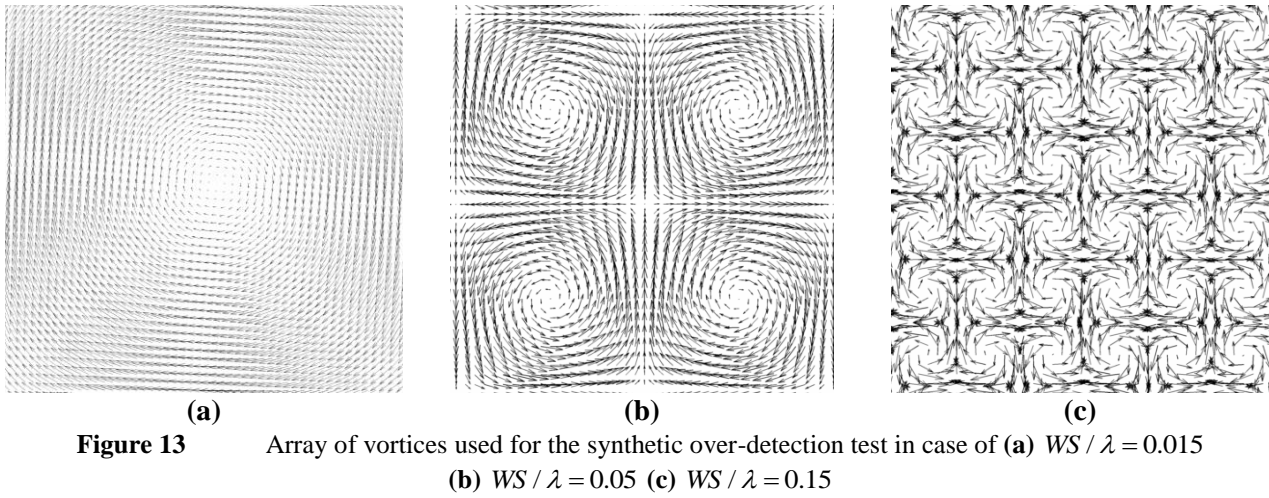 (a) (b) (c)
Figure 13 Array of vortices used for the synthetic over-detection test in case of (a) WS / λ = 0.015
(b) WS / λ = 0.05 (c) WS / λ = 0.15